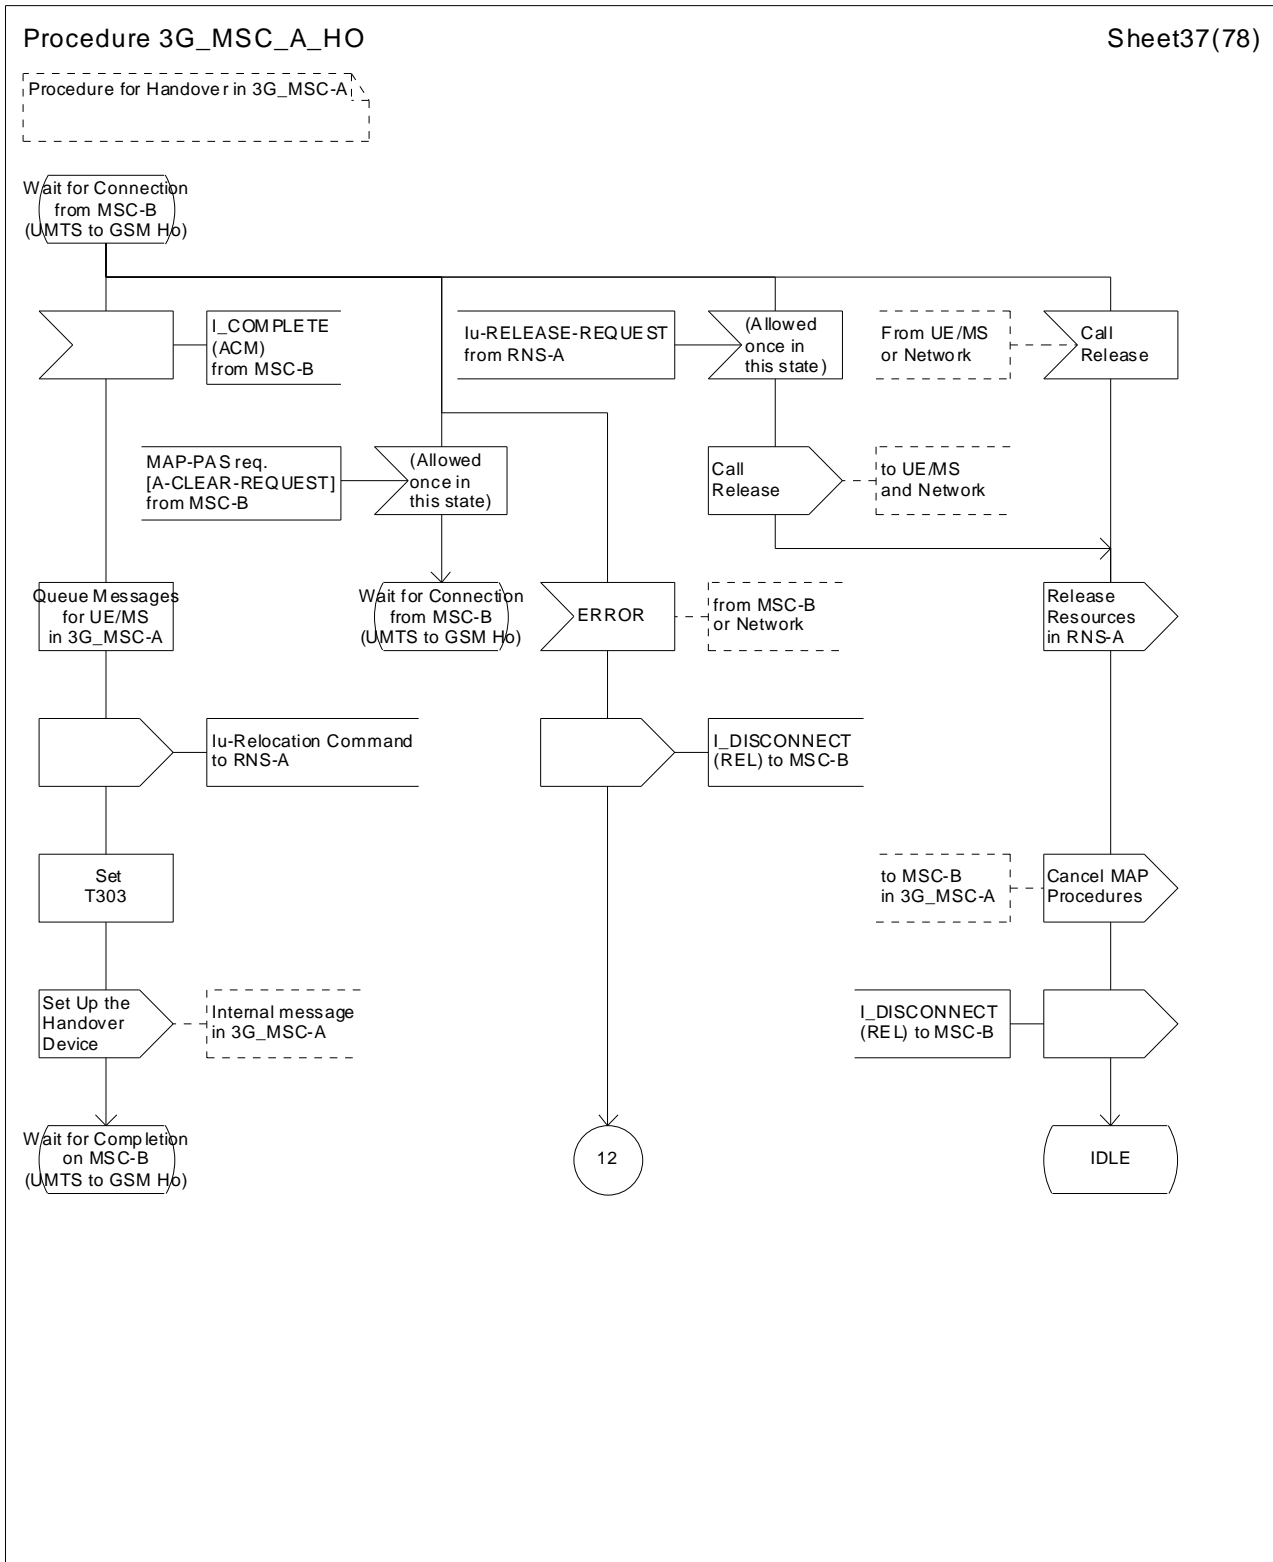 Procedure 3G_MSC_A_HO
Sheet37(78)
Procedure for Handover in 3G_MSC-A
Wait for Connection
from MSC-B
(UMTS to GSM Ho)
I_COMPLETE
(ACM)
from MSC-B
Iu-RELEASE-REQUEST
from RNS-A
(Allowed
once in
this state)
From UE/MS
or Network
Call
Release
MAP-PAS req.
[A-CLEAR-REQUEST]
from MSC-B
(Allowed
once in
this state)
Call
Release
to UE/MS
and Network
Queue Messages
for UE/MS
in 3G_MSC-A
Wait for Connection
from MSC-B
(UMTS to GSM Ho)
ERROR
from MSC-B
or Network
Release
Resources
in RNS-A
Iu-Relocation Command
to RNS-A
I_DISCONNECT
(REL) to MSC-B
Set
T303
to MSC-B
in 3G_MSC-A
Cancel MAP
Procedures
Set Up the
Handover
Device
Internal message
in 3G_MSC-A
I_DISCONNECT
(REL) to MSC-B
Wait for Completion
on MSC-B
(UMTS to GSM Ho)
12
IDLE